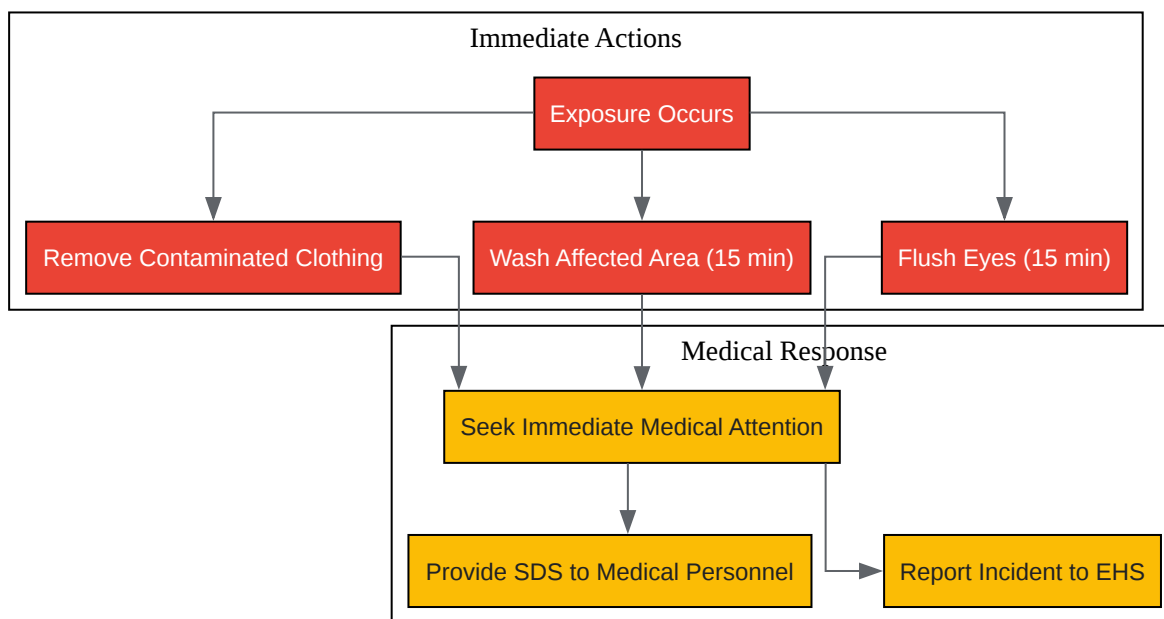 Immediate Actions
Exposure Occurs
Remove Contaminated Clothing
Wash Affected Area (15 min)
Flush Eyes (15 min)
Medical Response
Seek Immediate Medical Attention
Provide SDS to Medical Personnel
Report Incident to EHS